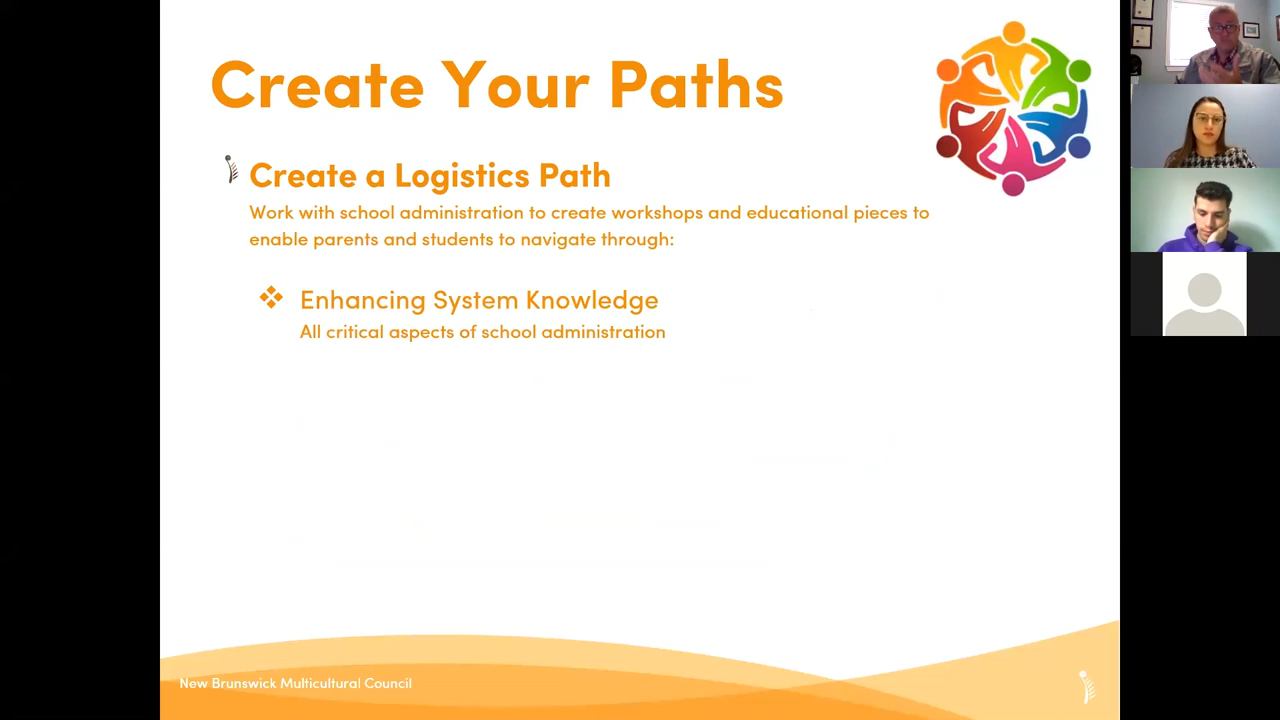 Create Your Paths
Create a Logistics Path
Work with school administration to create workshops and educational pieces to
enable parents and students to navigate through:
Enhancing System Knowledge
All critical aspects of school administration
New Brunswick Multicultural Council